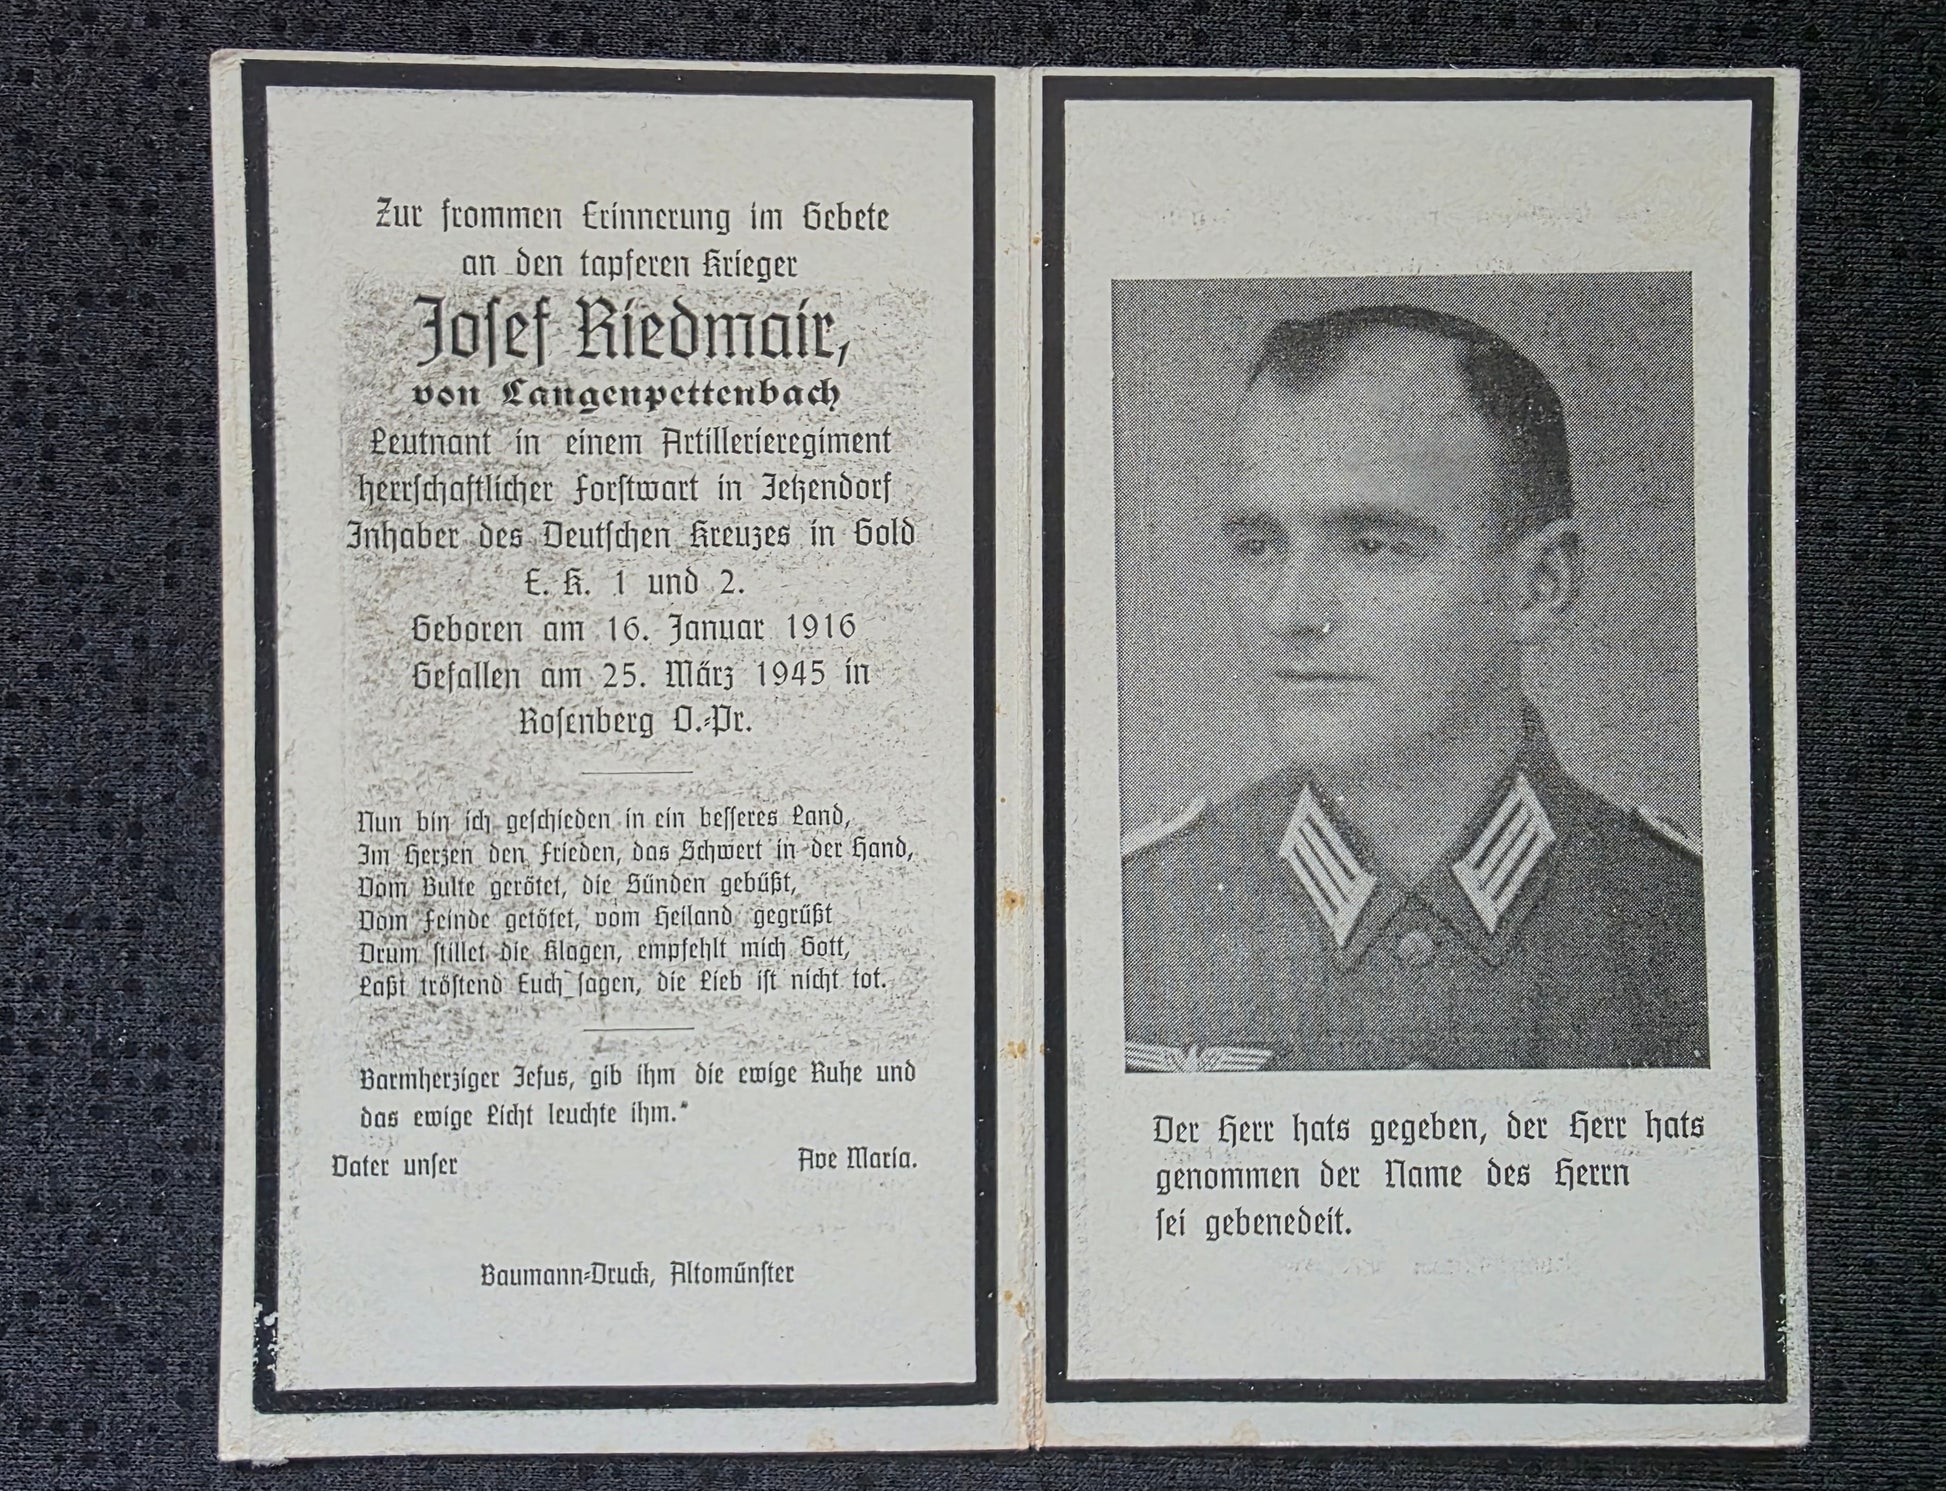 Zur frommen Erinnerung im Gebete
an den tapferen Krieger
Josef Riedmair,
von Langenpettenbach
Leutnant in einem Artillerieregiment
herrschaftlicher Forstwart in Jetzendorf
Inhaber des Deutschen Kreuzes in Gold
E. K. 1 und 2.
Geboren am 16. Januar 1916
Gefallen am 25. März 1945 in
Rosenberg O.-Pr.
Nun bin ich geschieden in ein besseres Land,
Im Herzen den Frieden, das Schwert in der Hand,
Vom Bulte gerötet, die Sünden gebüßt,
Vom Feinde getötet, vom Heiland gegrüßt
Drum stillet die Klagen, empfehlt mich Gott,
Laßt tröstend Euch sagen, die Lieb ist nicht tot.
Barmherziger Jesus, gib ihm die ewige Ruhe und
das ewige Licht leuchte ihm."
Vater unser Ave Maria.
Baumann-Druck, Altomünster
Der Herr hats gegeben, der Herr hats
genommen der Name des Herrn
sei gebenedeit.